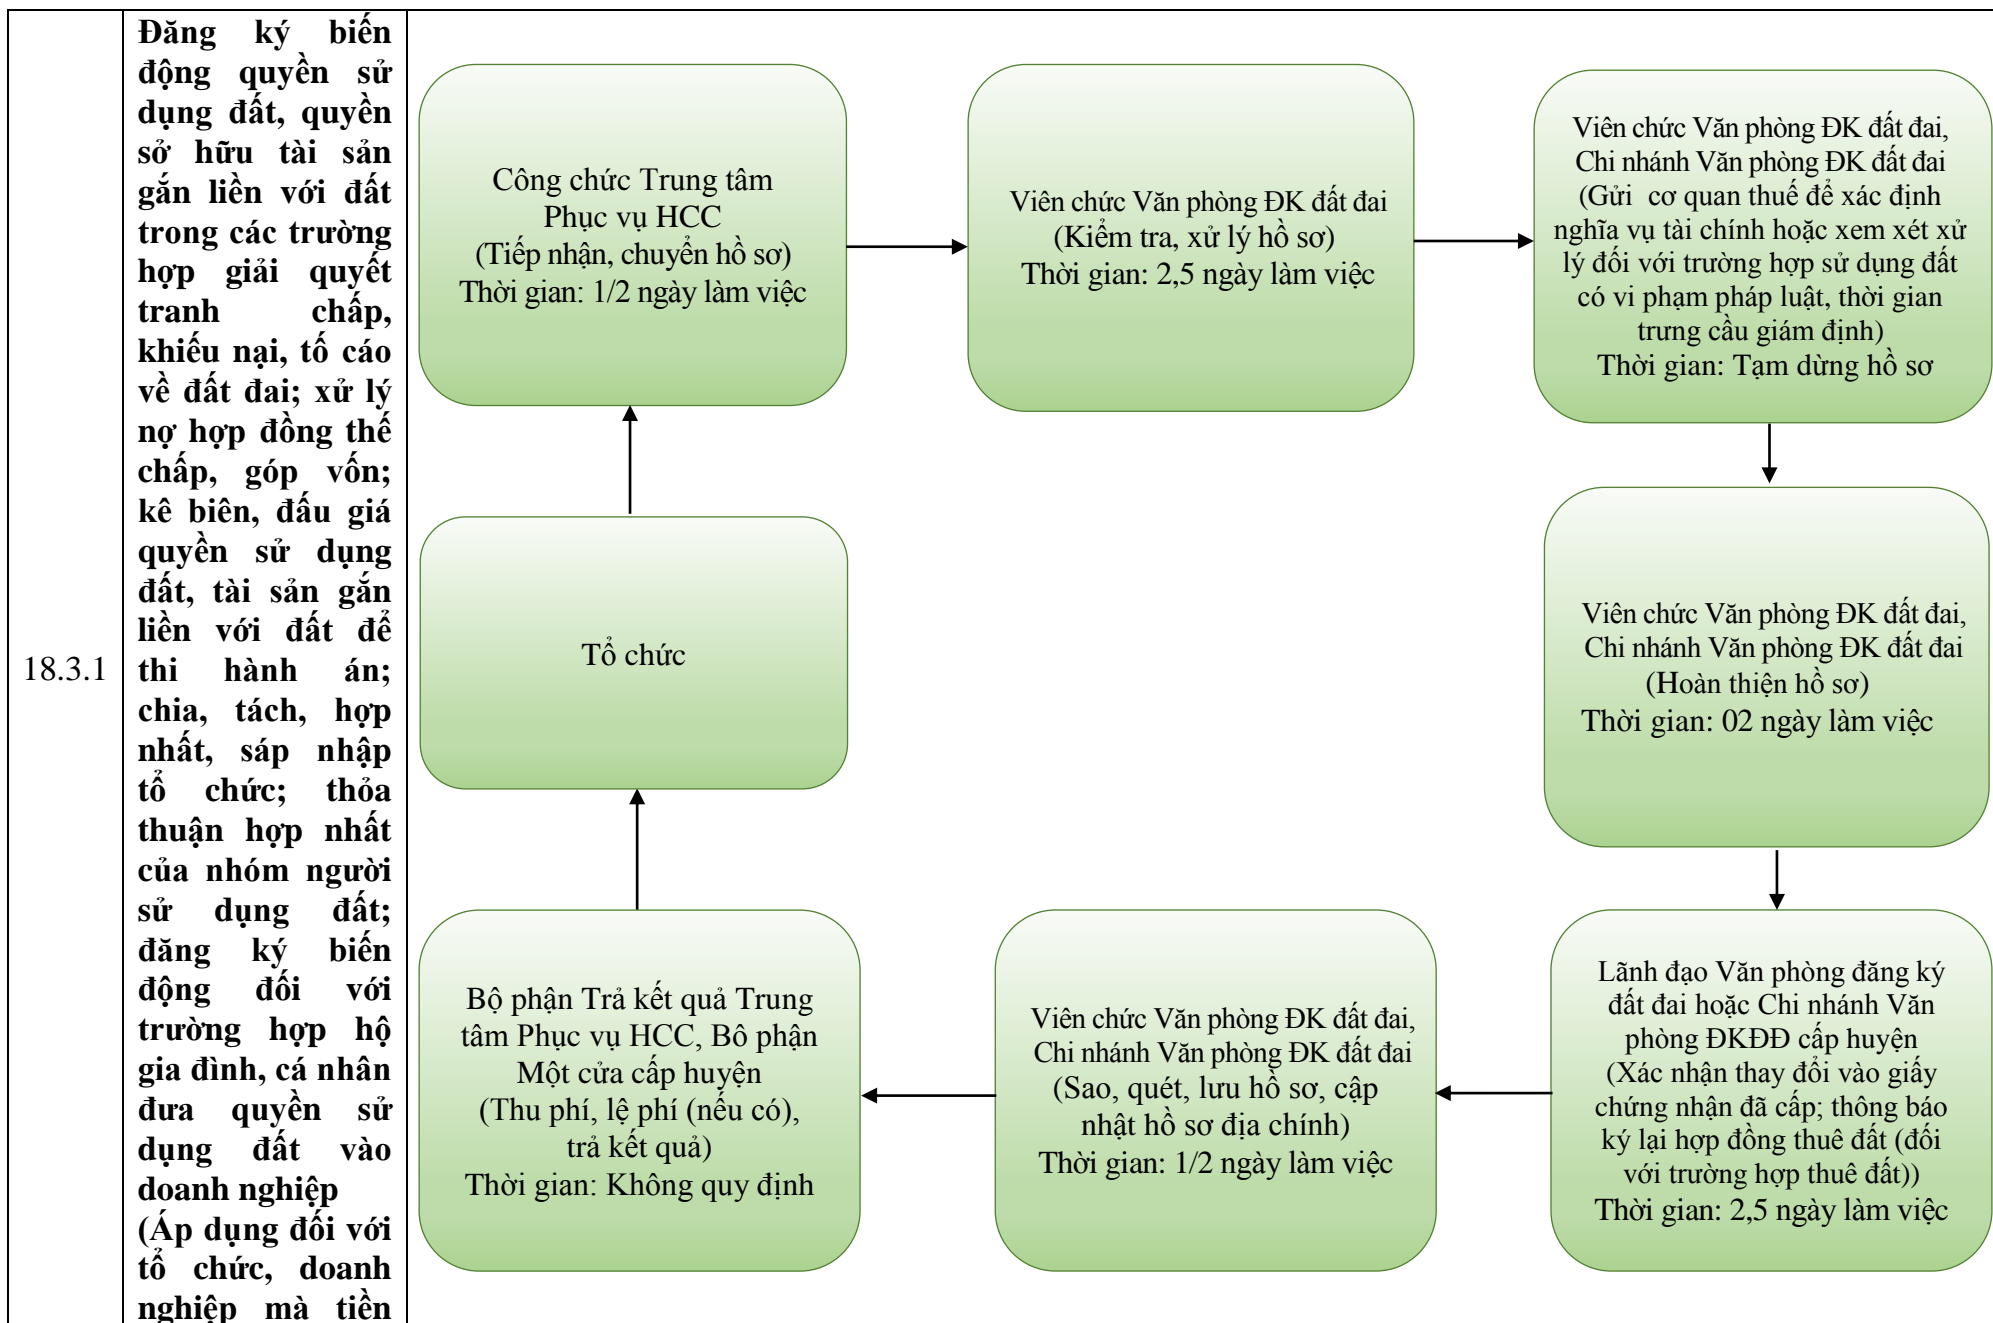 18.3.1
Đăng ký biến
động quyền sử
dụng đất, quyền
sở hữu tài sản
gắn liền với đất
trong các trường
hợp giải quyết
tranh chấp,
khiếu nại, tố cáo
về đất đai; xử lý
nợ hợp đồng thế
chấp, góp vốn;
kê biên, đấu giá
quyền sử dụng
đất, tài sản gắn
liền với đất để
thi hành án;
chia, tách, hợp
nhất, sáp nhập
tổ chức; thỏa
thuận hợp nhất
của nhóm người
sử dụng đất;
đăng ký biến
động đối với
trường hợp hộ
gia đình, cá nhân
đưa quyền sử
dụng đất vào
doanh nghiệp
(Áp dụng đối với
tổ chức, doanh
nghiệp mà tiền
Công chức Trung tâm
Phục vụ HCC
(Tiếp nhận, chuyển hồ sơ)
Thời gian: 1/2 ngày làm việc
Viên chức Văn phòng ĐK đất đai
(Kiểm tra, xử lý hồ sơ)
Thời gian: 2,5 ngày làm việc
Viên chức Văn phòng ĐK đất đai,
Chi nhánh Văn phòng ĐK đất đai
(Gửi cơ quan thuế để xác định
nghĩa vụ tài chính hoặc xem xét xử
lý đối với trường hợp sử dụng đất
có vi phạm pháp luật, thời gian
trưng cầu giám định)
Thời gian: Tạm dừng hồ sơ
Viên chức Văn phòng ĐK đất đai,
Chi nhánh Văn phòng ĐK đất đai
(Hoàn thiện hồ sơ)
Thời gian: 02 ngày làm việc
Lãnh đạo Văn phòng đăng ký
đất đai hoặc Chi nhánh Văn
phòng ĐKĐĐ cấp huyện
(Xác nhận thay đổi vào giấy
chứng nhận đã cấp; thông báo
ký lại hợp đồng thuê đất (đối
với trường hợp thuê đất))
Thời gian: 2,5 ngày làm việc
Viên chức Văn phòng ĐK đất đai,
Chi nhánh Văn phòng ĐK đất đai
(Sao, quét, lưu hồ sơ, cập
nhật hồ sơ địa chính)
Thời gian: 1/2 ngày làm việc
Bộ phận Trả kết quả Trung
tâm Phục vụ HCC, Bô phận
Một cửa cấp huyện
(Thu phí, lệ phí (nếu có),
trả kết quả)
Thời gian: Không quy định
Tổ chức